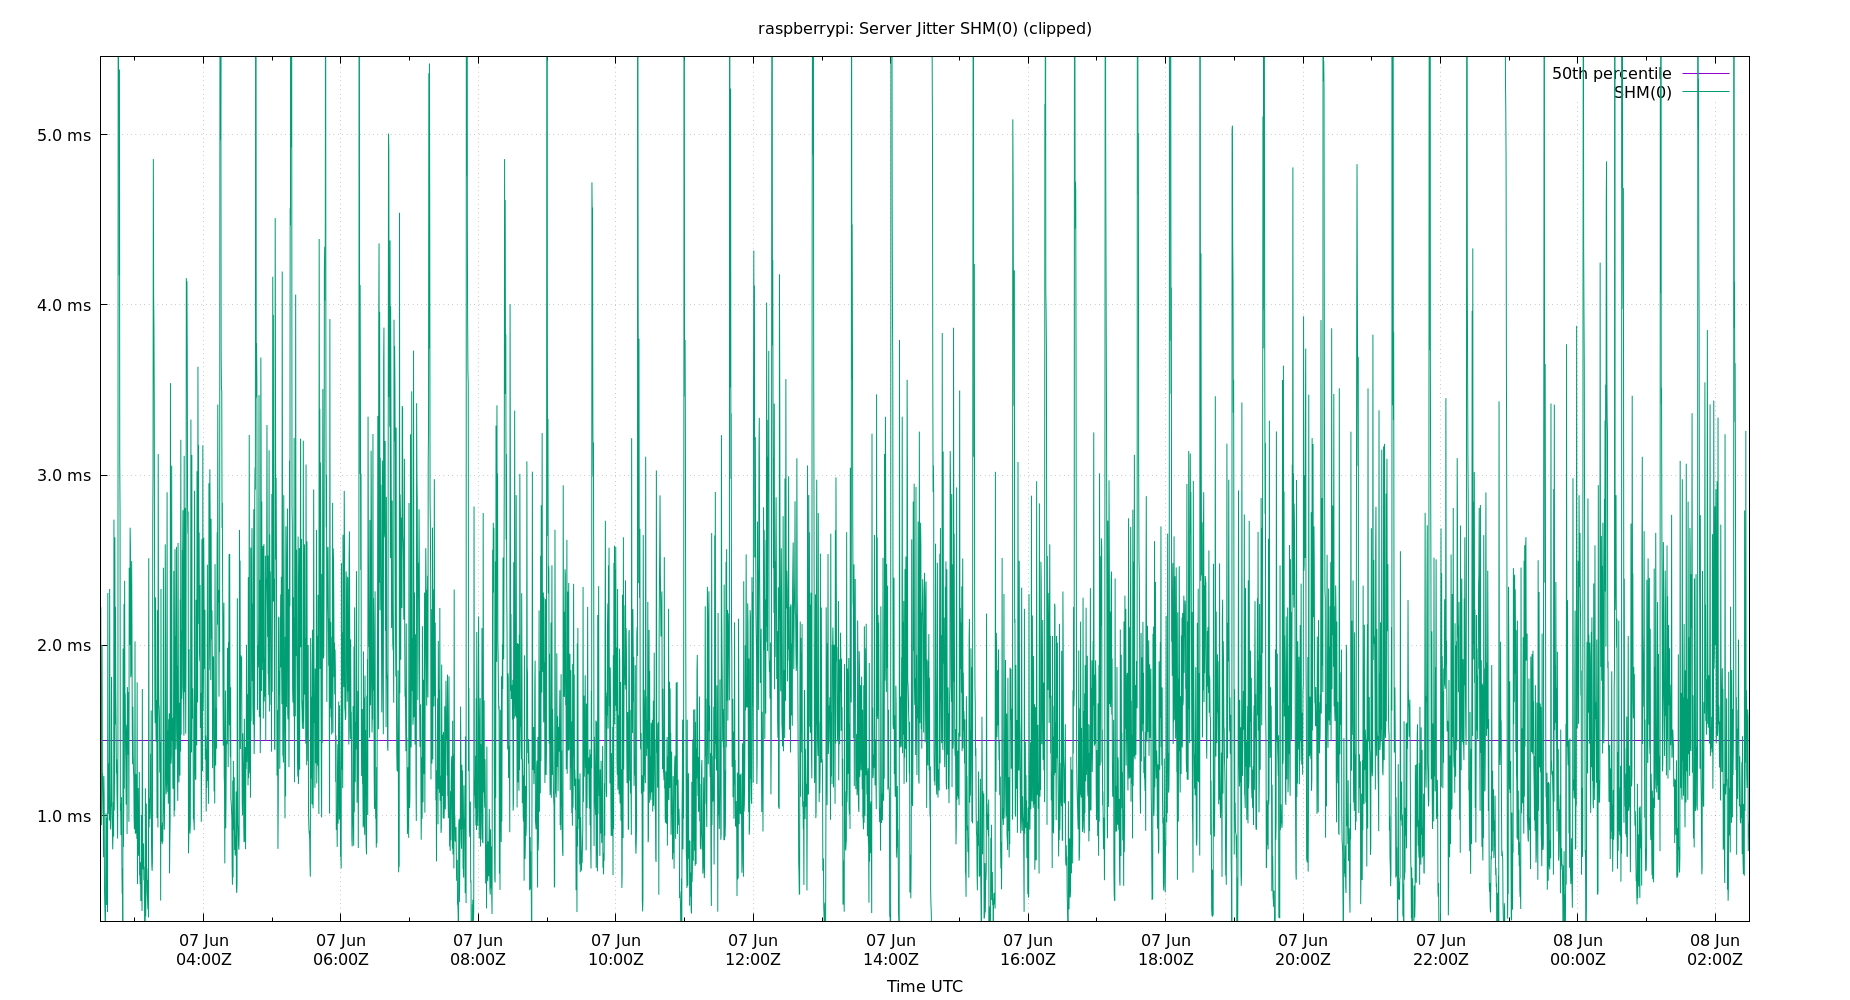 raspberrypi: Server Jitter SHM(0) (clipped)
50th percentile
SHM(0)
5.0 ms
4.0 ms
3.0 ms
2.0 ms
1.0 ms
07 Jun 07 Jun 07 Jun 07 Jun 07 Jun 07 Jun 07 Jun 07 Jun 07 Jun 07 Jun 08 Jun 08 Jun
04:00Z 06:00Z 08:00Z 10:00Z 12:00Z 14:00Z 16:00Z 18:00Z 20:00Z 22:00Z 00:00Z 02:00Z
Time UTC